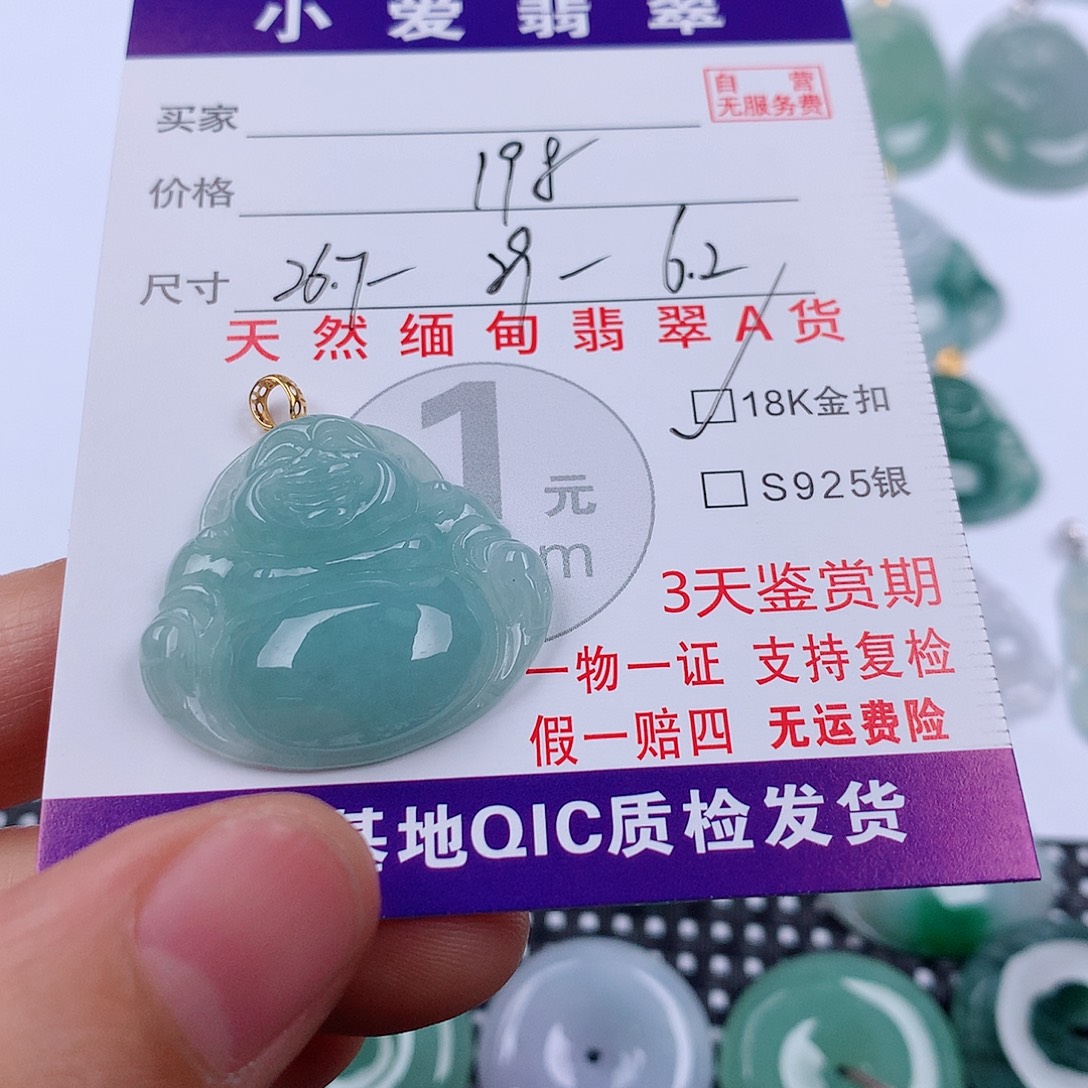 小爱翡翠
自营
无服务费
买家
价格 198
尺寸 26.7- 29 - 6.2
天然缅甸翡翠A货
1
元
m
18K金扣
S925银
3天鉴赏期
一物一证 支持复检
假一赔四 无运费险
基地QIC质检发货